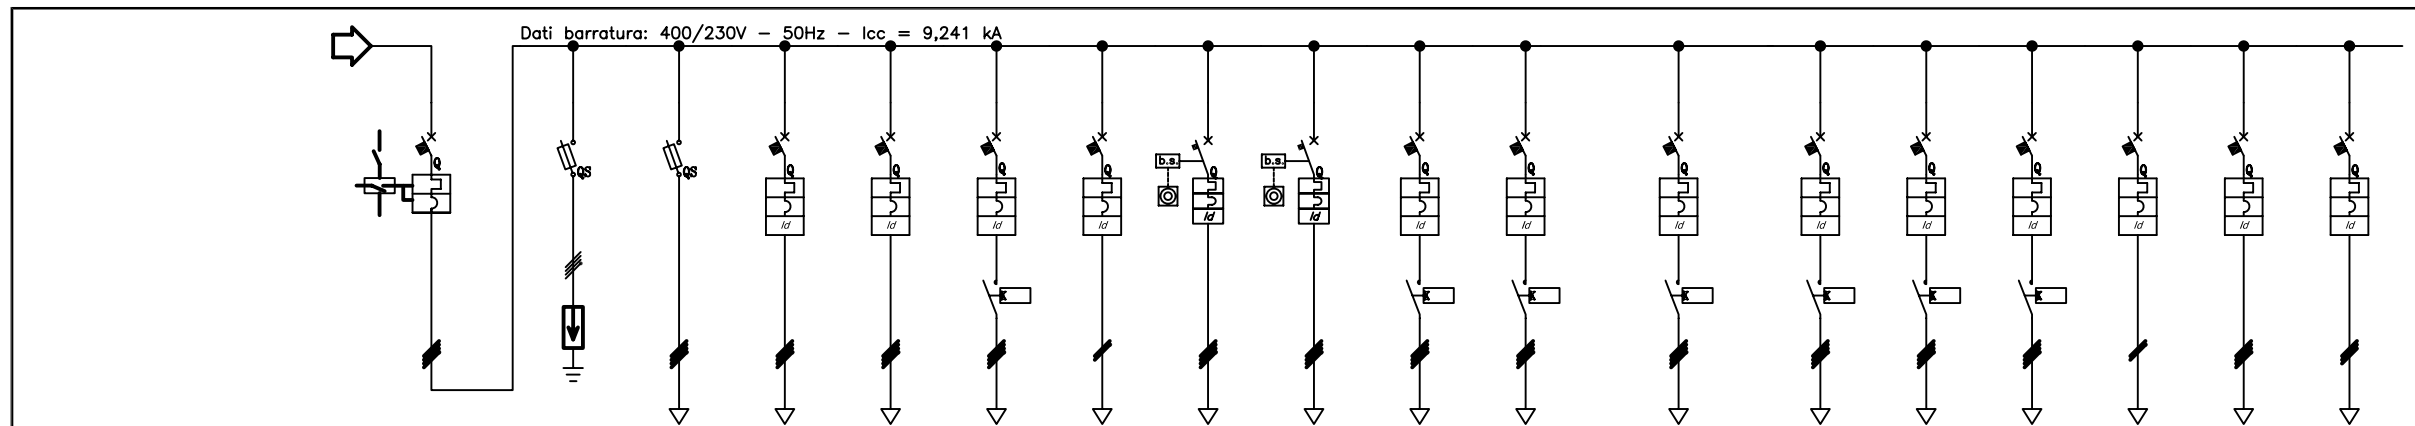 Dati barratura: 400/230V – 50Hz – Icc = 9,241 kA
Q QS QS Q Q Q Q b.s. Q b.s. Q Q Q Q Q Q Q Q Q Q
Id Id Id Id Id Id Id Id Id Id Id Id Id Id Id
K K K K K K K